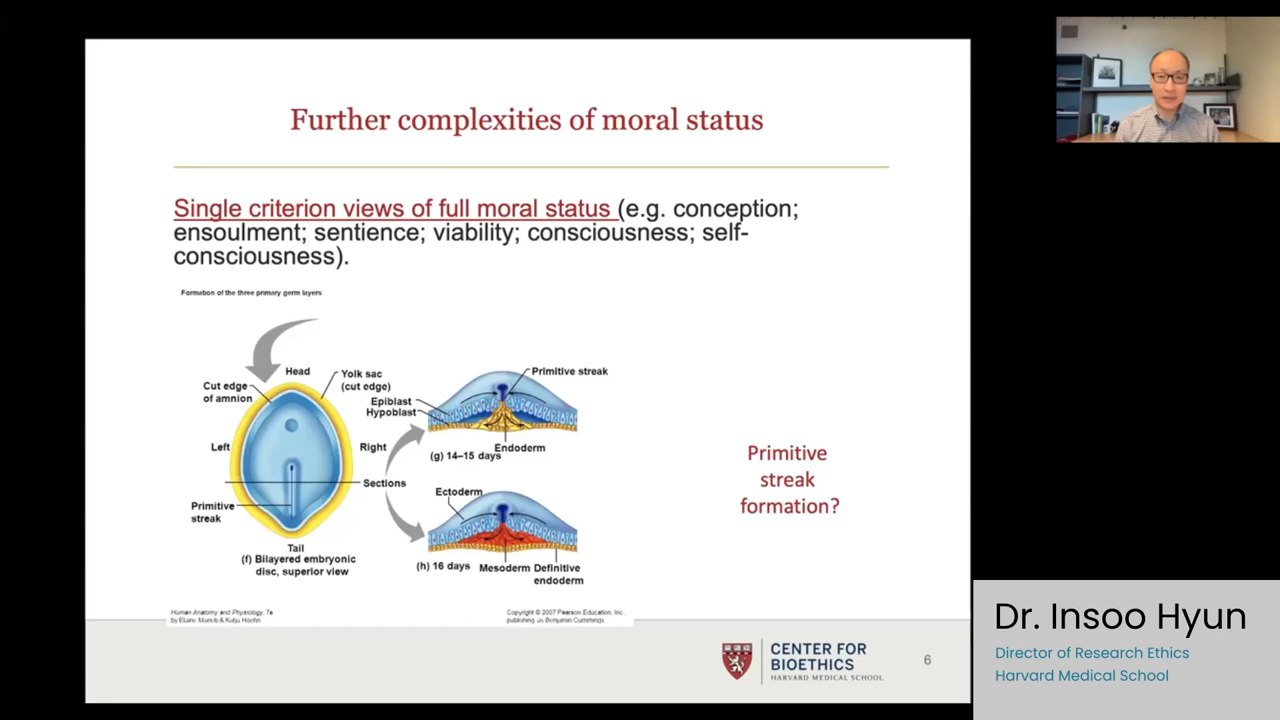 Further complexities of moral status
Single criterion views of full moral status (e.g. conception;
ensoulment; sentience; viability; consciousness; self-
consciousness).
Formation of the three primary germ layers
Head
Cut edge
of amnion
Yolk sac
(cut edge)
Left
Right
Sections
Primitive
streak
Tail
(f) Bilayered embryonic
disc, superior view
Primitive streak
Epiblast
Hypoblast
Endoderm
(g) 14–15 days
Ectoderm
(h) 16 days
Mesoderm
Definitive
endoderm
Primitive
streak
formation?
Human Anatomy and Physiology, 7e
by Elaine Marieb & Katja Hoehn
Copyright © 2007 Pearson Education, Inc.,
publishing as Benjamin Cummings
CENTER FOR
BIOETHICS
HARVARD MEDICAL SCHOOL
6
Dr. Insoo Hyun
Director of Research Ethics
Harvard Medical School